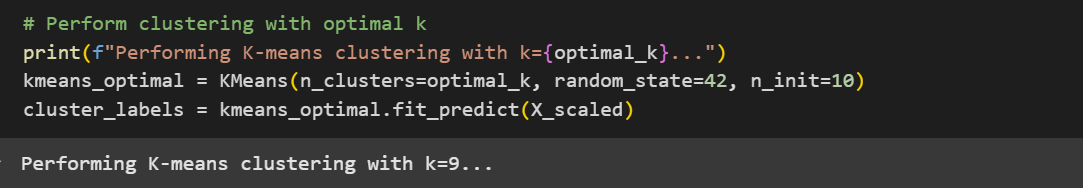 # Perform clustering with optimal k
print(f"Performing K-means clustering with k={optimal_k}...")
kmeans_optimal = KMeans(n_clusters=optimal_k, random_state=42, n_init=10)
cluster_labels = kmeans_optimal.fit_predict(X_scaled)
Performing K-means clustering with k=9...